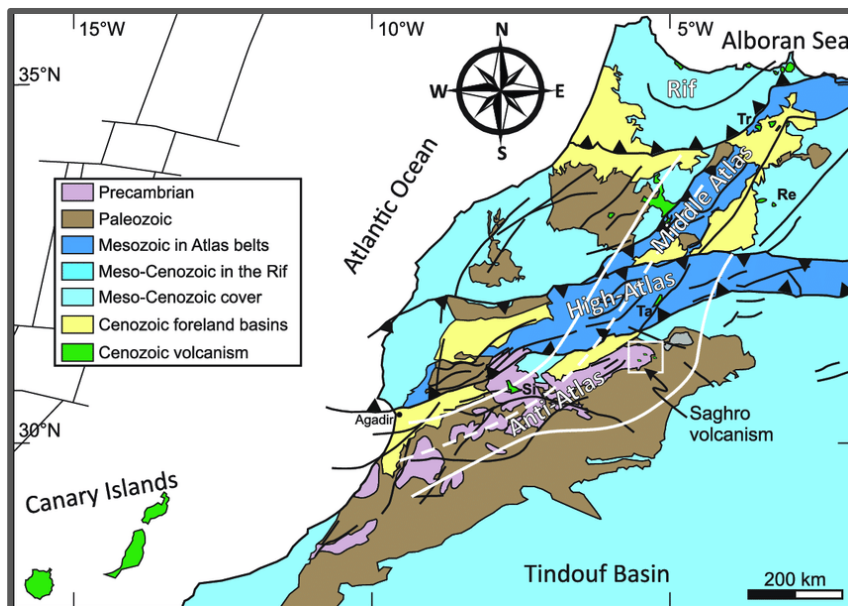 15°W
10°W
5°W
Alboran Sea
35°N
N
W
E
S
Rif
Tr
Atlantic Ocean
Middle Atlas
Re
Precambrian
Paleozoic
Mesozoic in Atlas belts
Meso-Cenozoic in the Rif
Meso-Cenozoic cover
Cenozoic foreland basins
Cenozoic volcanism
High-Atlas
Ta
Si
Anti-Atlas
Agadir
Saghro
volcanism
30°N
Canary Islands
Tindouf Basin
200 km